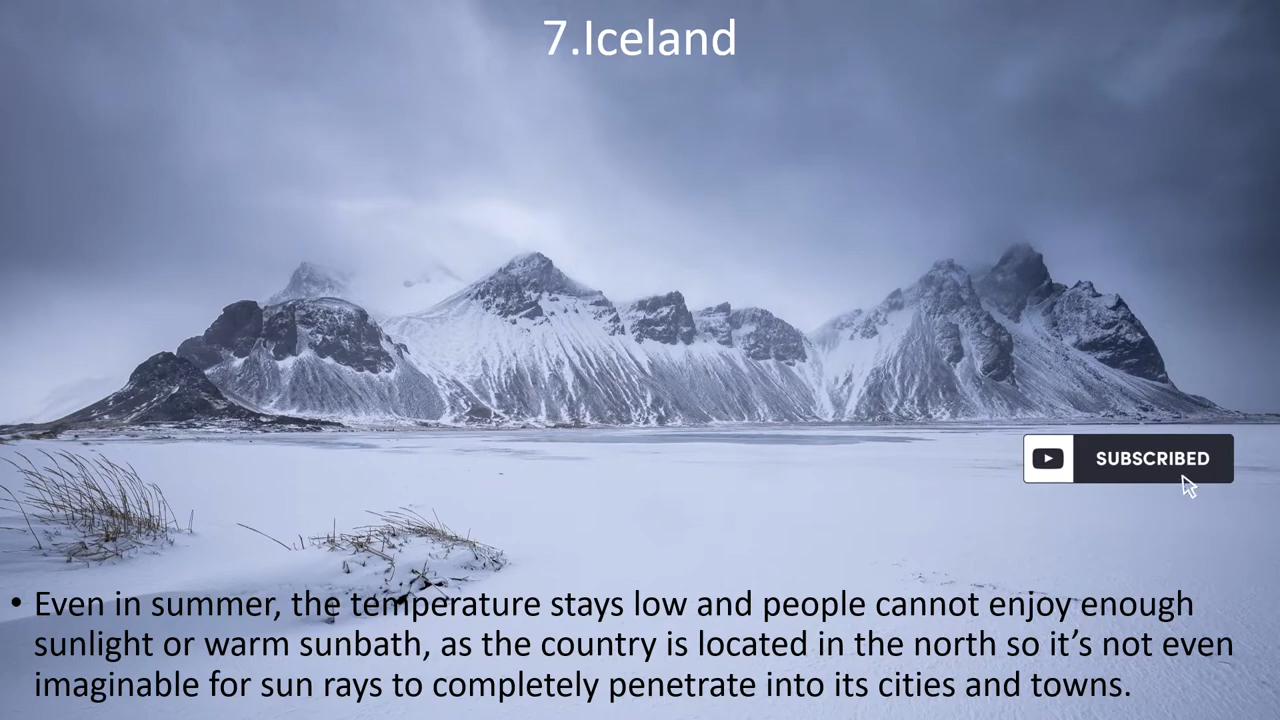 7.Iceland
SUBSCRIBED
• Even in summer, the temperature stays low and people cannot enjoy enough
sunlight or warm sunbath, as the country is located in the north so it’s not even
imaginable for sun rays to completely penetrate into its cities and towns.